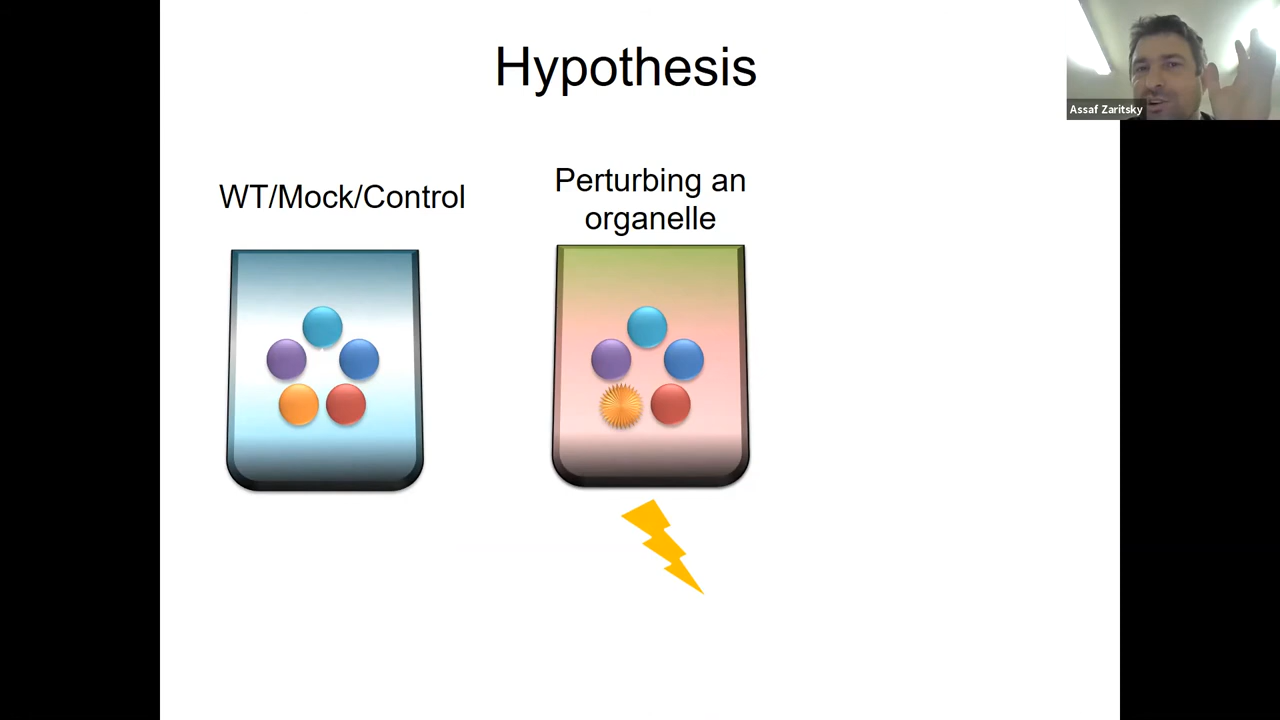 Hypothesis
WT/Mock/Control
Perturbing an
organelle
Assaf Zaritsky